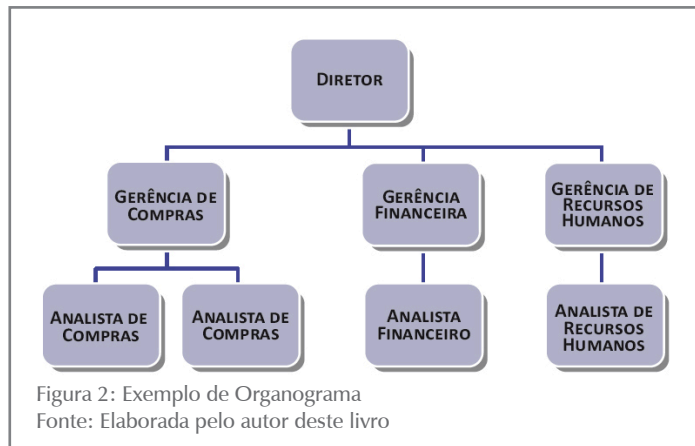 DIRETOR
GERÊNCIA DE
COMPRAS
GERÊNCIA
FINANCEIRA
GERÊNCIA DE
RECURSOS
HUMANOS
ANALISTA DE
COMPRAS
ANALISTA DE
COMPRAS
ANALISTA
FINANCEIRO
ANALISTA DE
RECURSOS
HUMANOS
Figura 2: Exemplo de Organograma
Fonte: Elaborada pelo autor deste livro